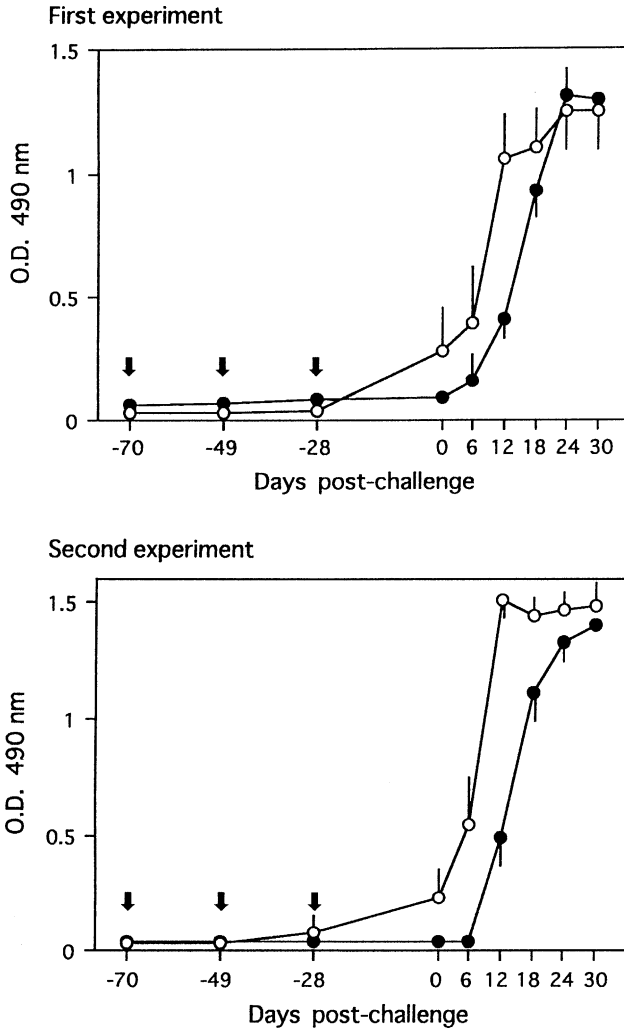 First experiment
1.5
1
0.5
0
O.D. 490 nm
-70 -49 -28 0 6 12 18 24 30
Days post-challenge
Second experiment
1.5
1
0.5
0
O.D. 490 nm
-70 -49 -28 0 6 12 18 24 30
Days post-challenge